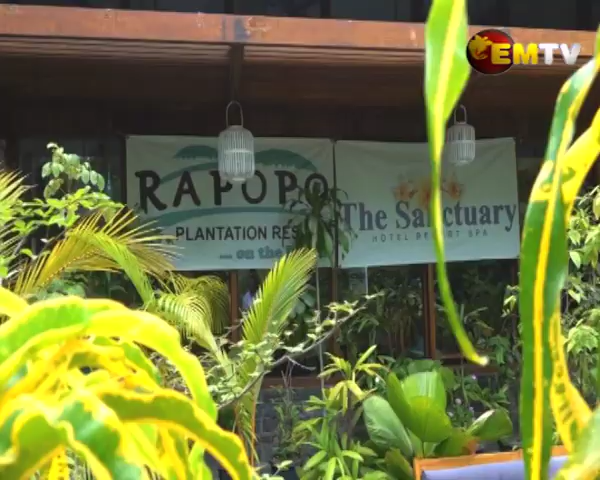 EMTV
RAPOPO
PLANTATION RES
... on the
The Sanctuary
HOTEL RESORT SPA